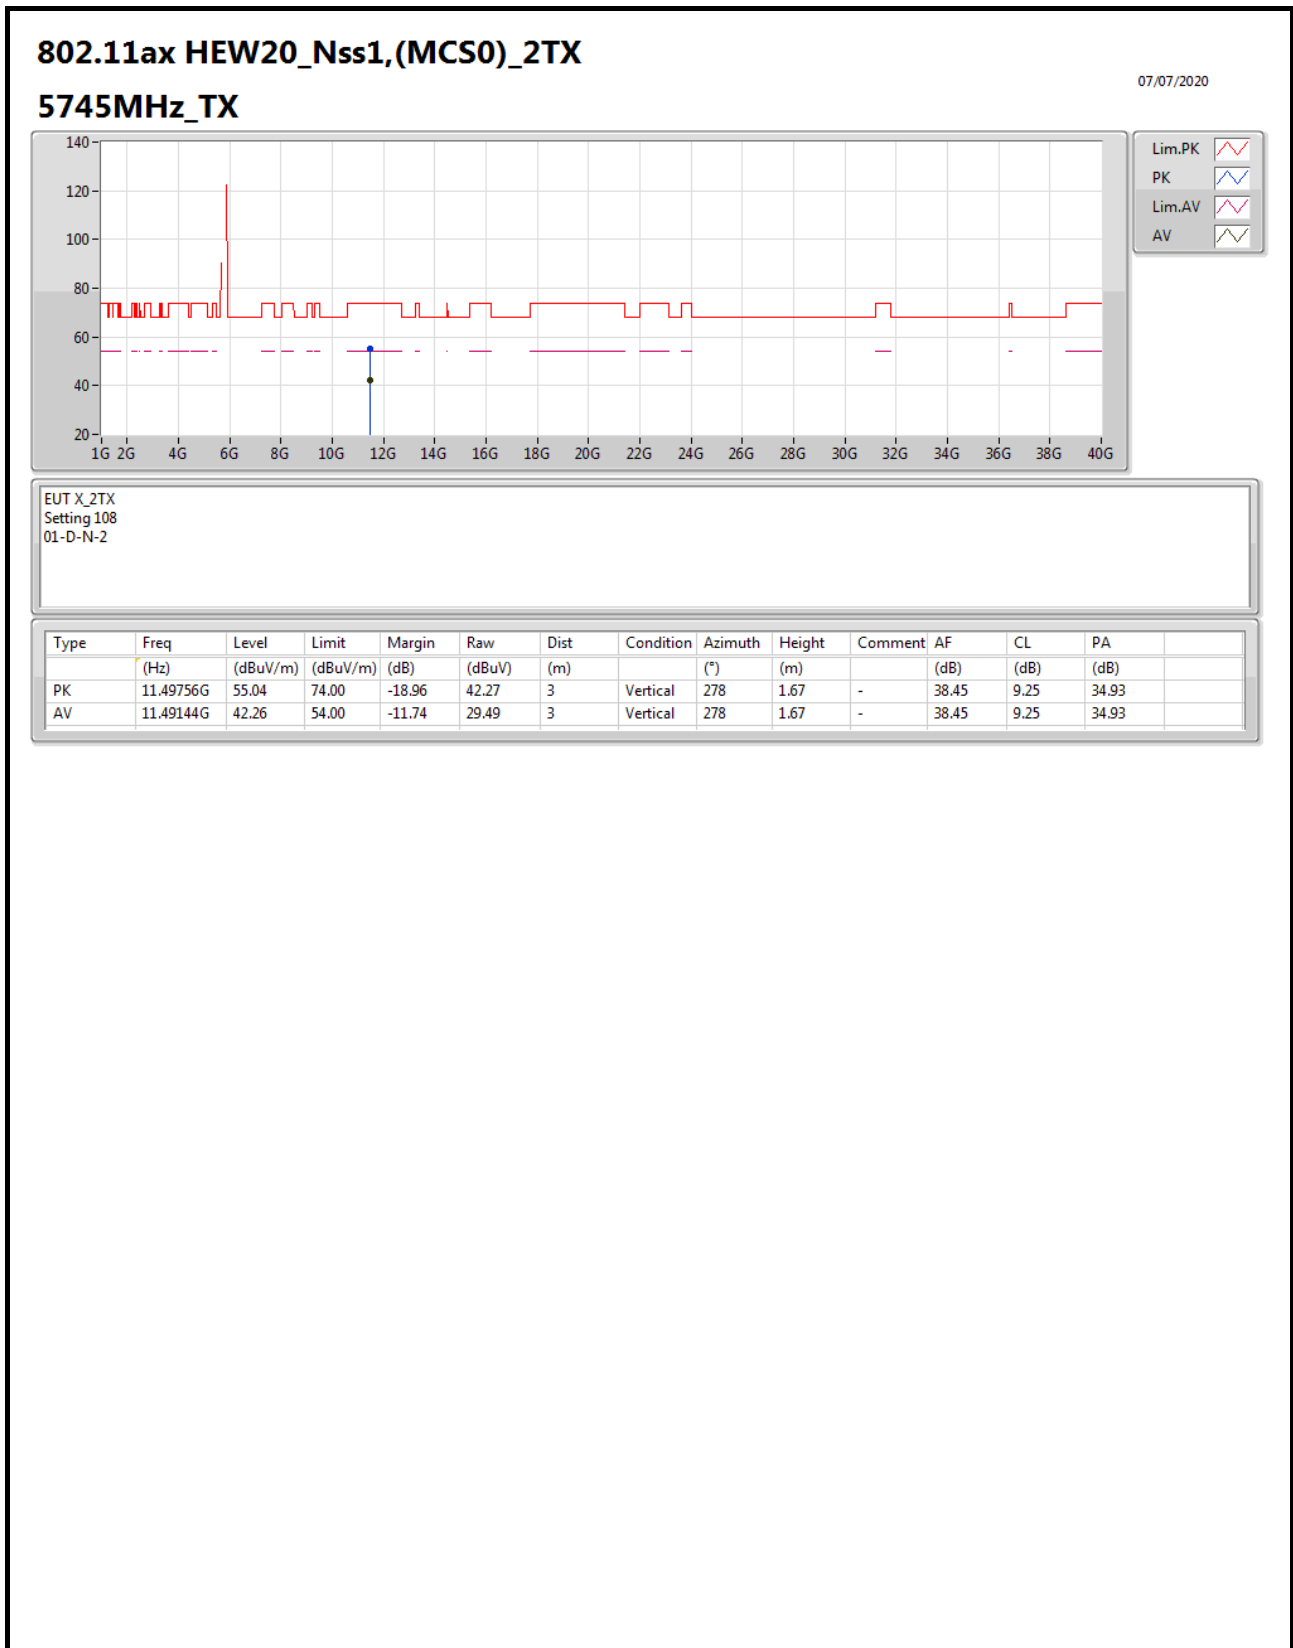 802.11ax HEW20_Nss1,(MCS0)_2TX
07/07/2020
5745MHz_TX
140
120
100
80
60
40
20
1G 2G 4G 6G 8G 10G 12G 14G 16G 18G 20G 22G 24G 26G 28G 30G 32G 34G 36G 38G 40G
Lim.PK
PK
Lim.AV
AV
EUT X_2TX
Setting 108
01-D-N-2
Type Freq Level Limit Margin Raw Dist Condition Azimuth Height Comment AF CL PA
(Hz) (dBuV/m) (dBuV/m) (dB) (dBuV) (m) (°) (m) (dB) (dB) (dB)
PK 11.49756G 55.04 74.00 -18.96 42.27 3 Vertical 278 1.67 - 38.45 9.25 34.93
AV 11.49144G 42.26 54.00 -11.74 29.49 3 Vertical 278 1.67 - 38.45 9.25 34.93